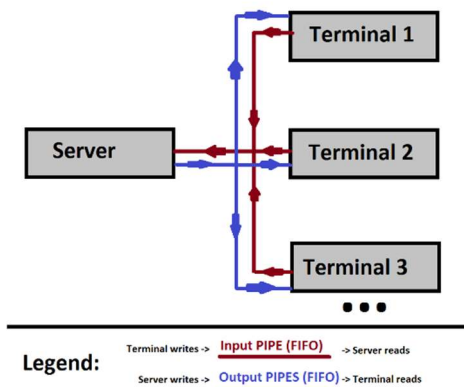 Terminal 1
Server
Terminal 2
Terminal 3
Legend:
Terminal writes -> Input PIPE (FIFO) -> Server reads
Server writes -> Output PIPES (FIFO) -> Terminal reads